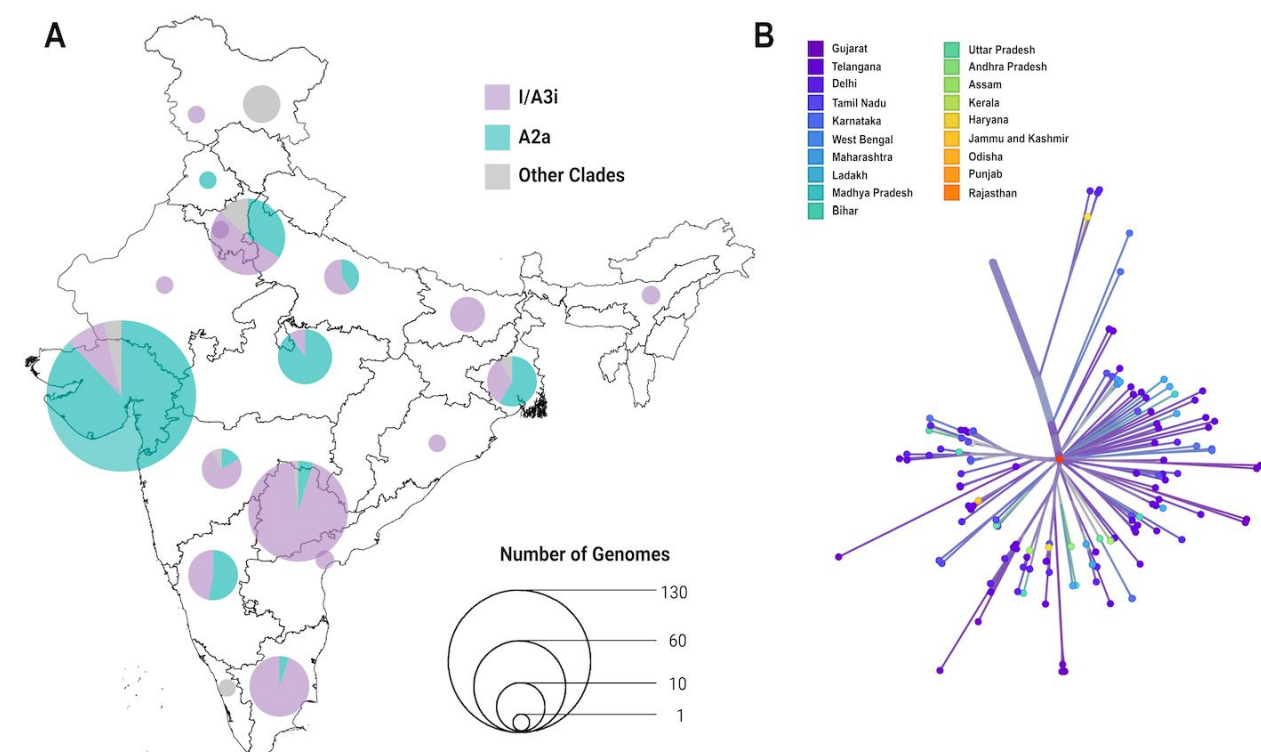 A
I/A3i
A2a
Other Clades
Number of Genomes
130
60
10
1
B
Gujarat
Telangana
Delhi
Tamil Nadu
Karnataka
West Bengal
Maharashtra
Ladakh
Madhya Pradesh
Bihar
Uttar Pradesh
Andhra Pradesh
Assam
Kerala
Haryana
Jammu and Kashmir
Odisha
Punjab
Rajasthan